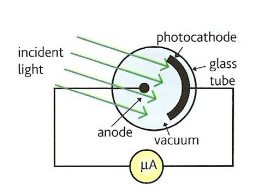 photocathode
incident
light
glass
tube
anode
vacuum
μA